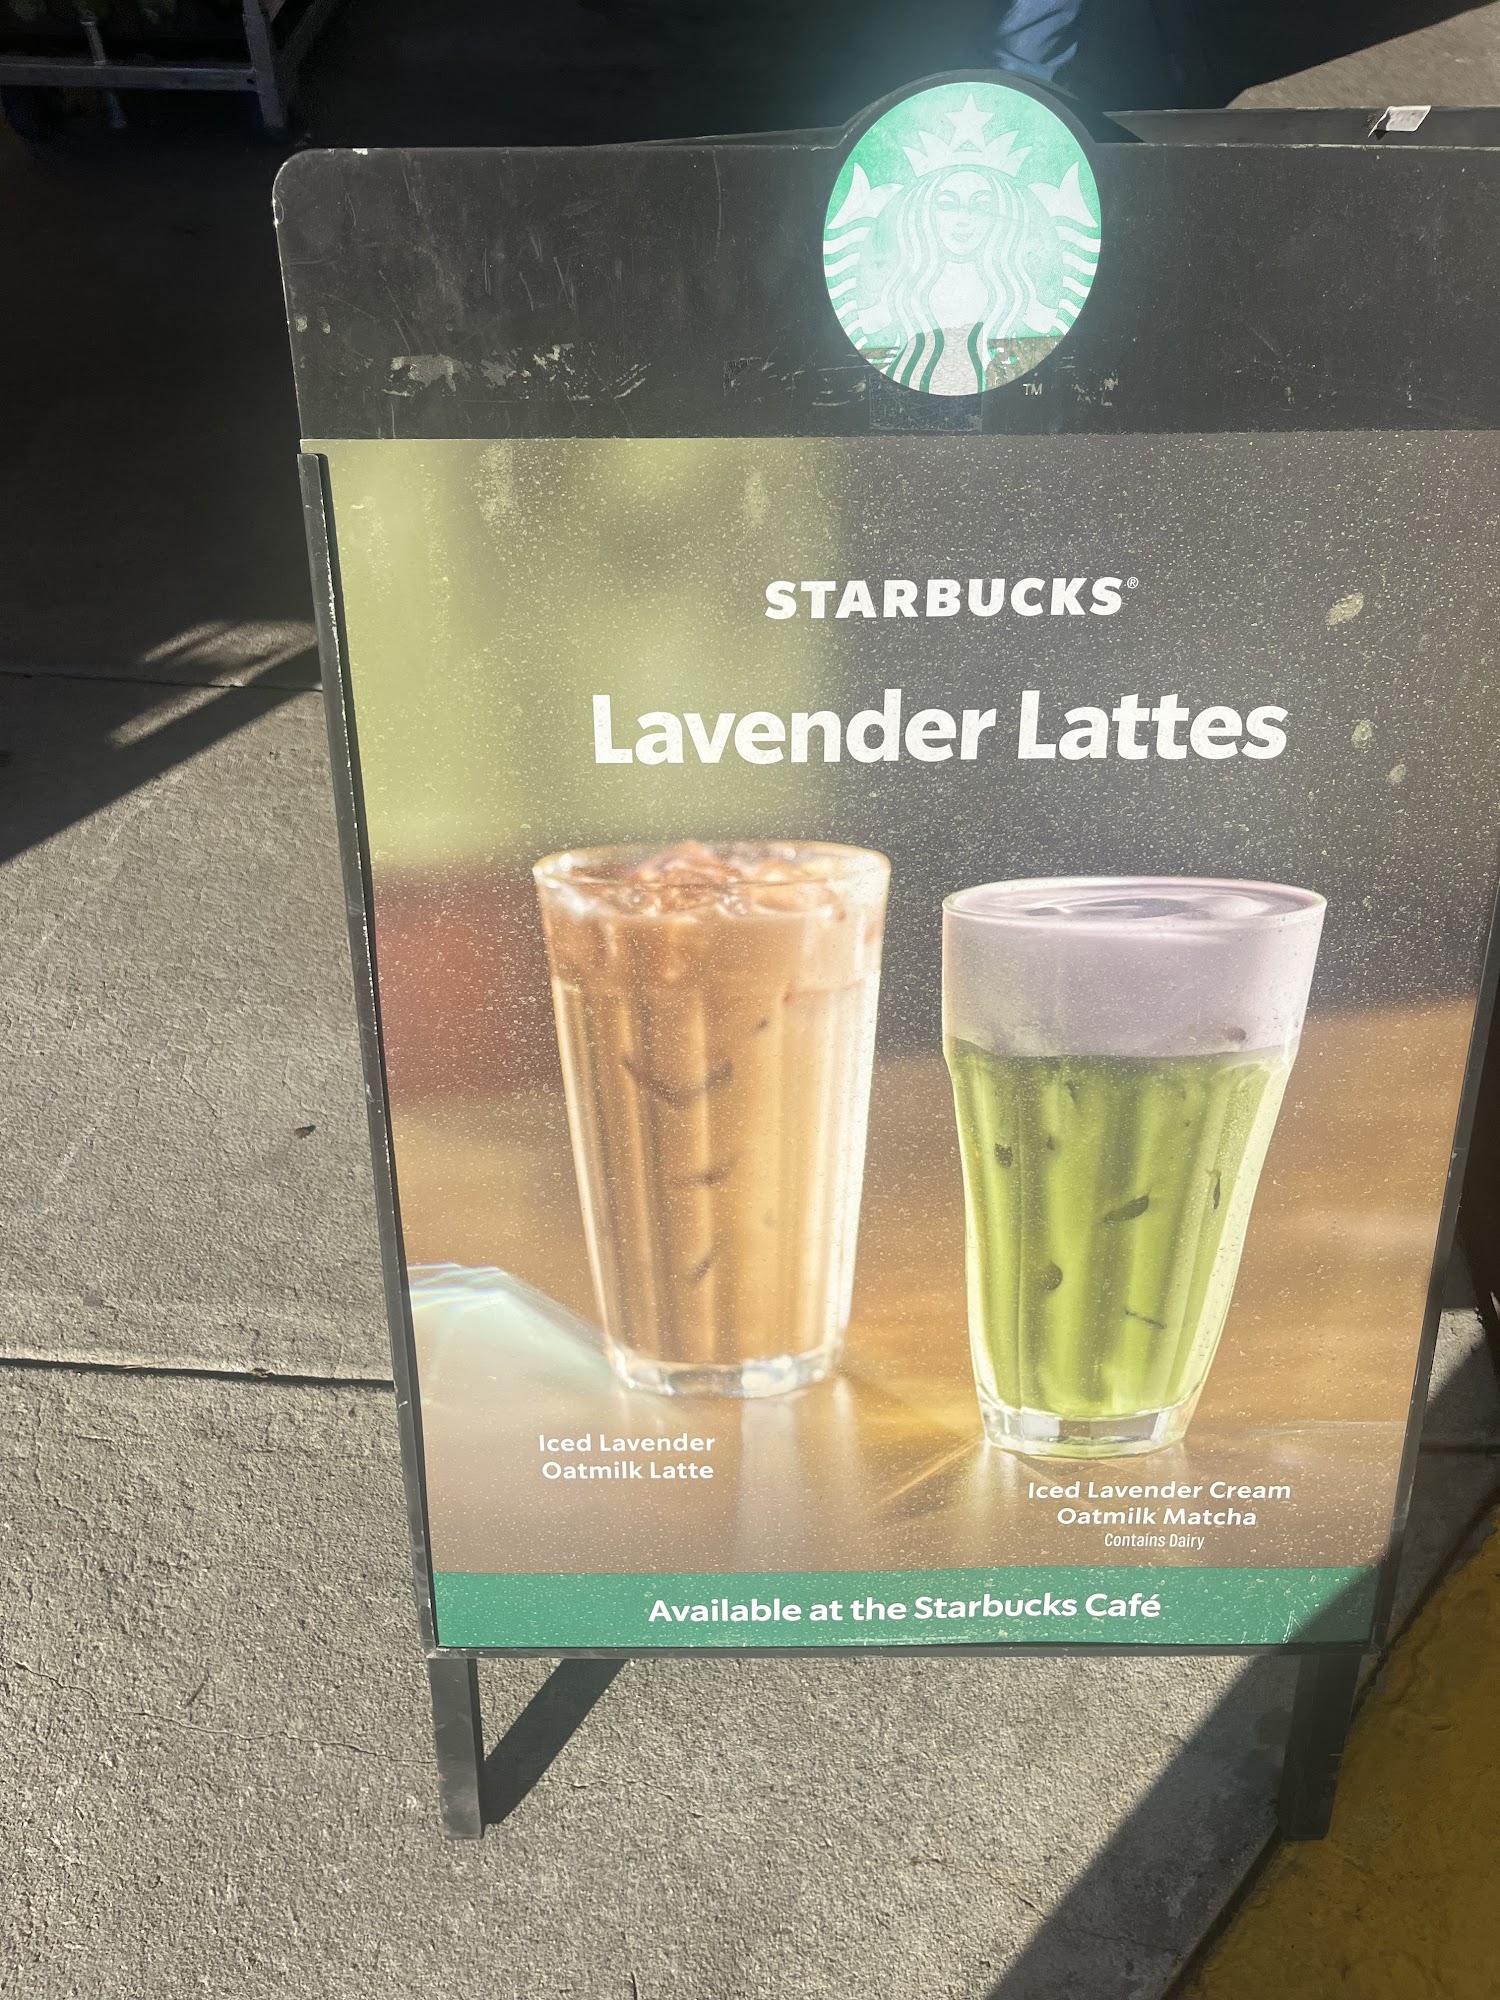 TM
STARBUCKS®
Lavender Lattes
Iced Lavender
Oatmilk Latte
Iced Lavender Cream
Oatmilk Matcha
Contains Dairy
Available at the Starbucks Café